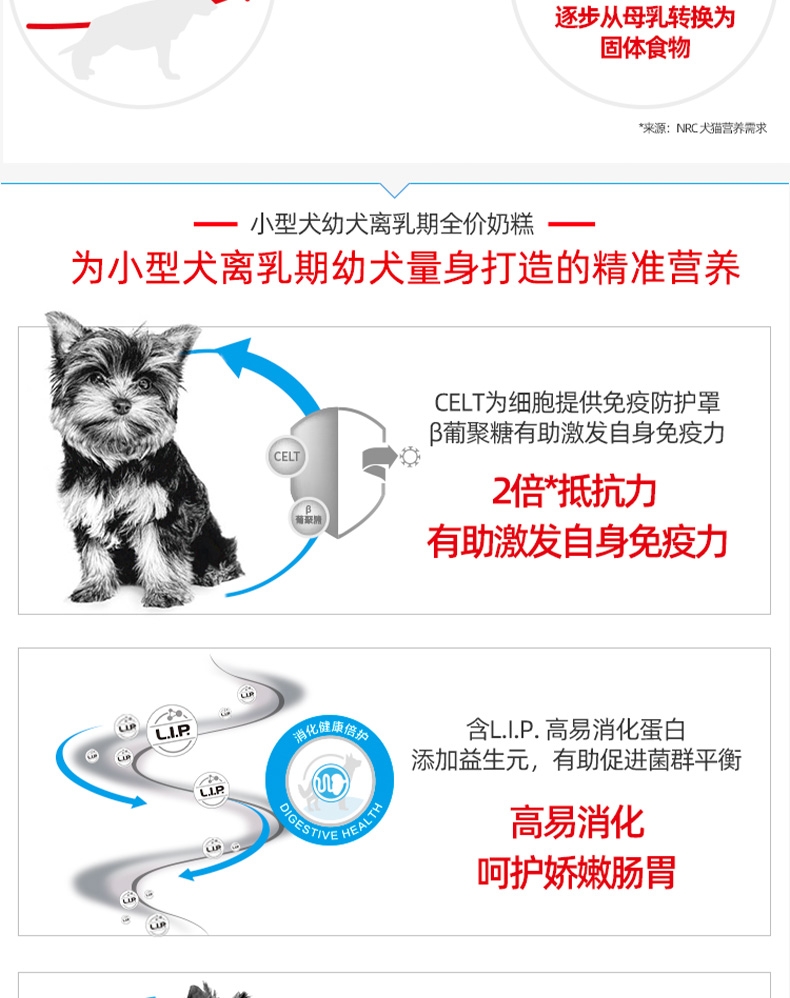 逐步从母乳转换为
固体食物
*来源：NRC 犬猫营养需求
小型犬幼犬离乳期全价奶糕
为小型犬离乳期幼犬量身打造的精准营养
CELT为细胞提供免疫防护罩
β葡聚糖有助激发自身免疫力
2倍*抵抗力
有助激发自身免疫力
CELT
β
葡聚糖
含L.I.P. 高易消化蛋白
添加益生元，有助促进菌群平衡
高易消化
呵护娇嫩肠胃
消化健康倍护
DIGESTIVE HEALTH
L.I.P.
L.I.P.
L.I.P.
L.I.P.
L.I.P.
L.I.P.
L.I.P.
L.I.P.